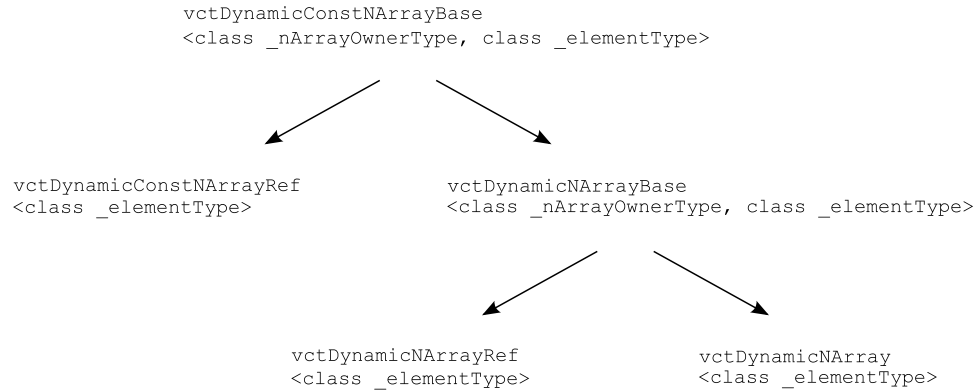 vctDynamicConstNArrayBase
<class _nArrayOwnerType, class _elementType>
vctDynamicConstNArrayRef
<class _elementType>
vctDynamicNArrayBase
<class _nArrayOwnerType, class _elementType>
vctDynamicNArrayRef
<class _elementType>
vctDynamicNArray
<class _elementType>